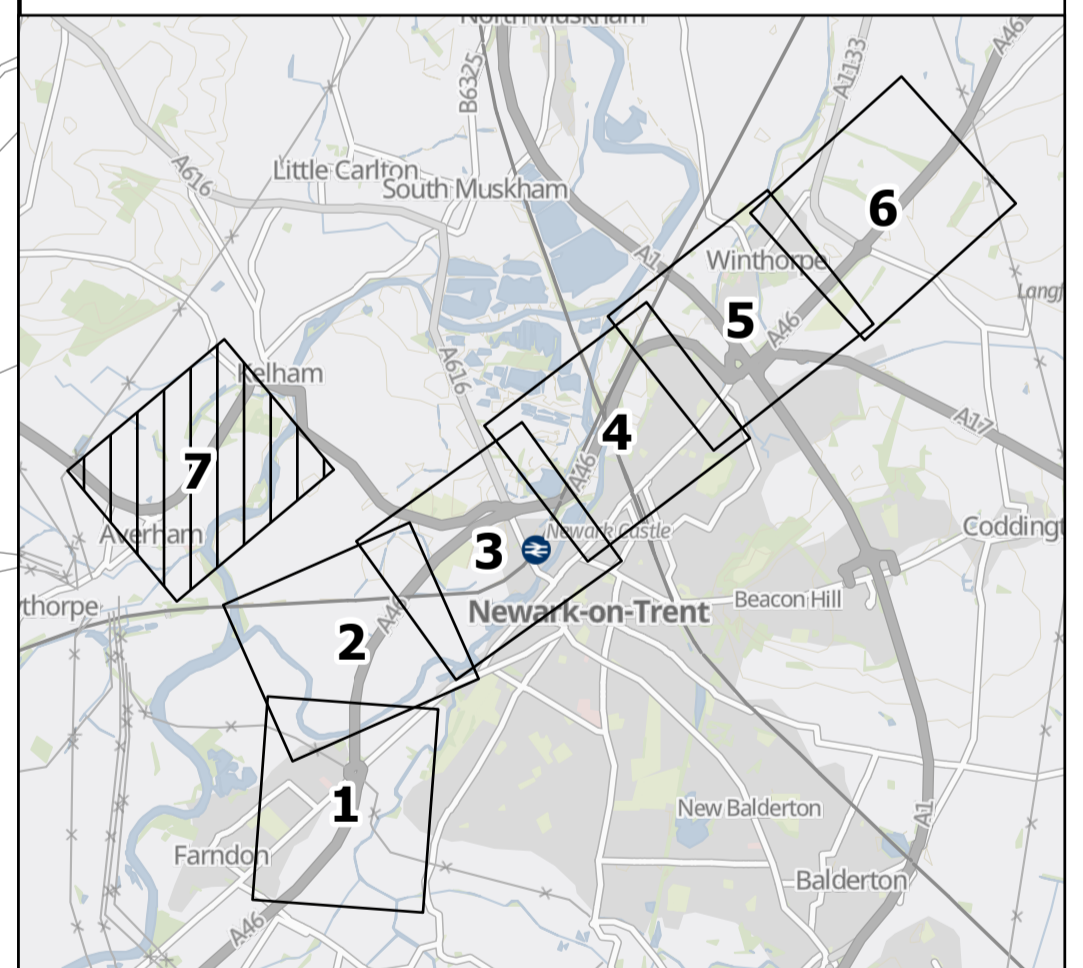 North Muskham
A46
A1133
B6325
A616
Little Carlton
South Muskham
6
A1
Winthorpe
5
A46
Langf
A616
Kelham
A17
4
A46
7
Averham
Newark Castle
Coddingt
3
rthorpe
A46
Newark-on-Trent
Beacon Hill
2
1
New Balderton
A1
Farndon
Balderton
A46